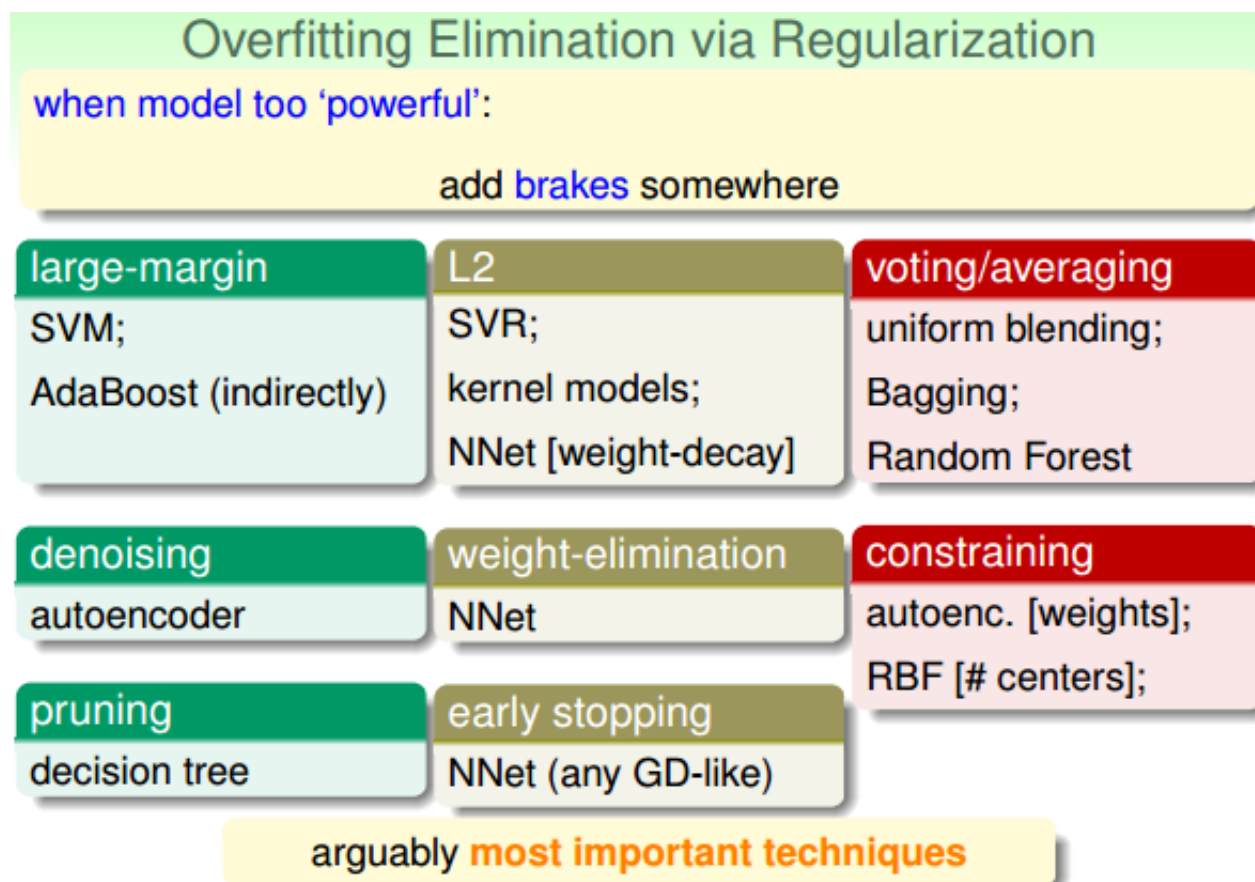 Overfitting Elimination via Regularization
when model too ‘powerful’:
add brakes somewhere
large-margin
SVM;
AdaBoost (indirectly)
L2
SVR;
kernel models;
NNet [weight-decay]
voting/averaging
uniform blending;
Bagging;
Random Forest
denoising
autoencoder
weight-elimination
NNet
constraining
autoenc. [weights];
RBF [# centers];
pruning
decision tree
early stopping
NNet (any GD-like)
arguably most important techniques